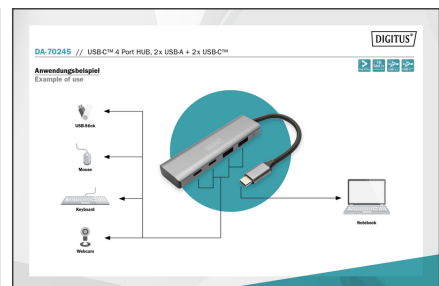 DIGITUS®
DA-70245 // USB-C™ 4 Port HUB, 2x USB-A + 2x USB-C™
Anwendungsbeispiel
Example of use
USB-Stick
Mouse
Keyboard
Webcam
Notebook